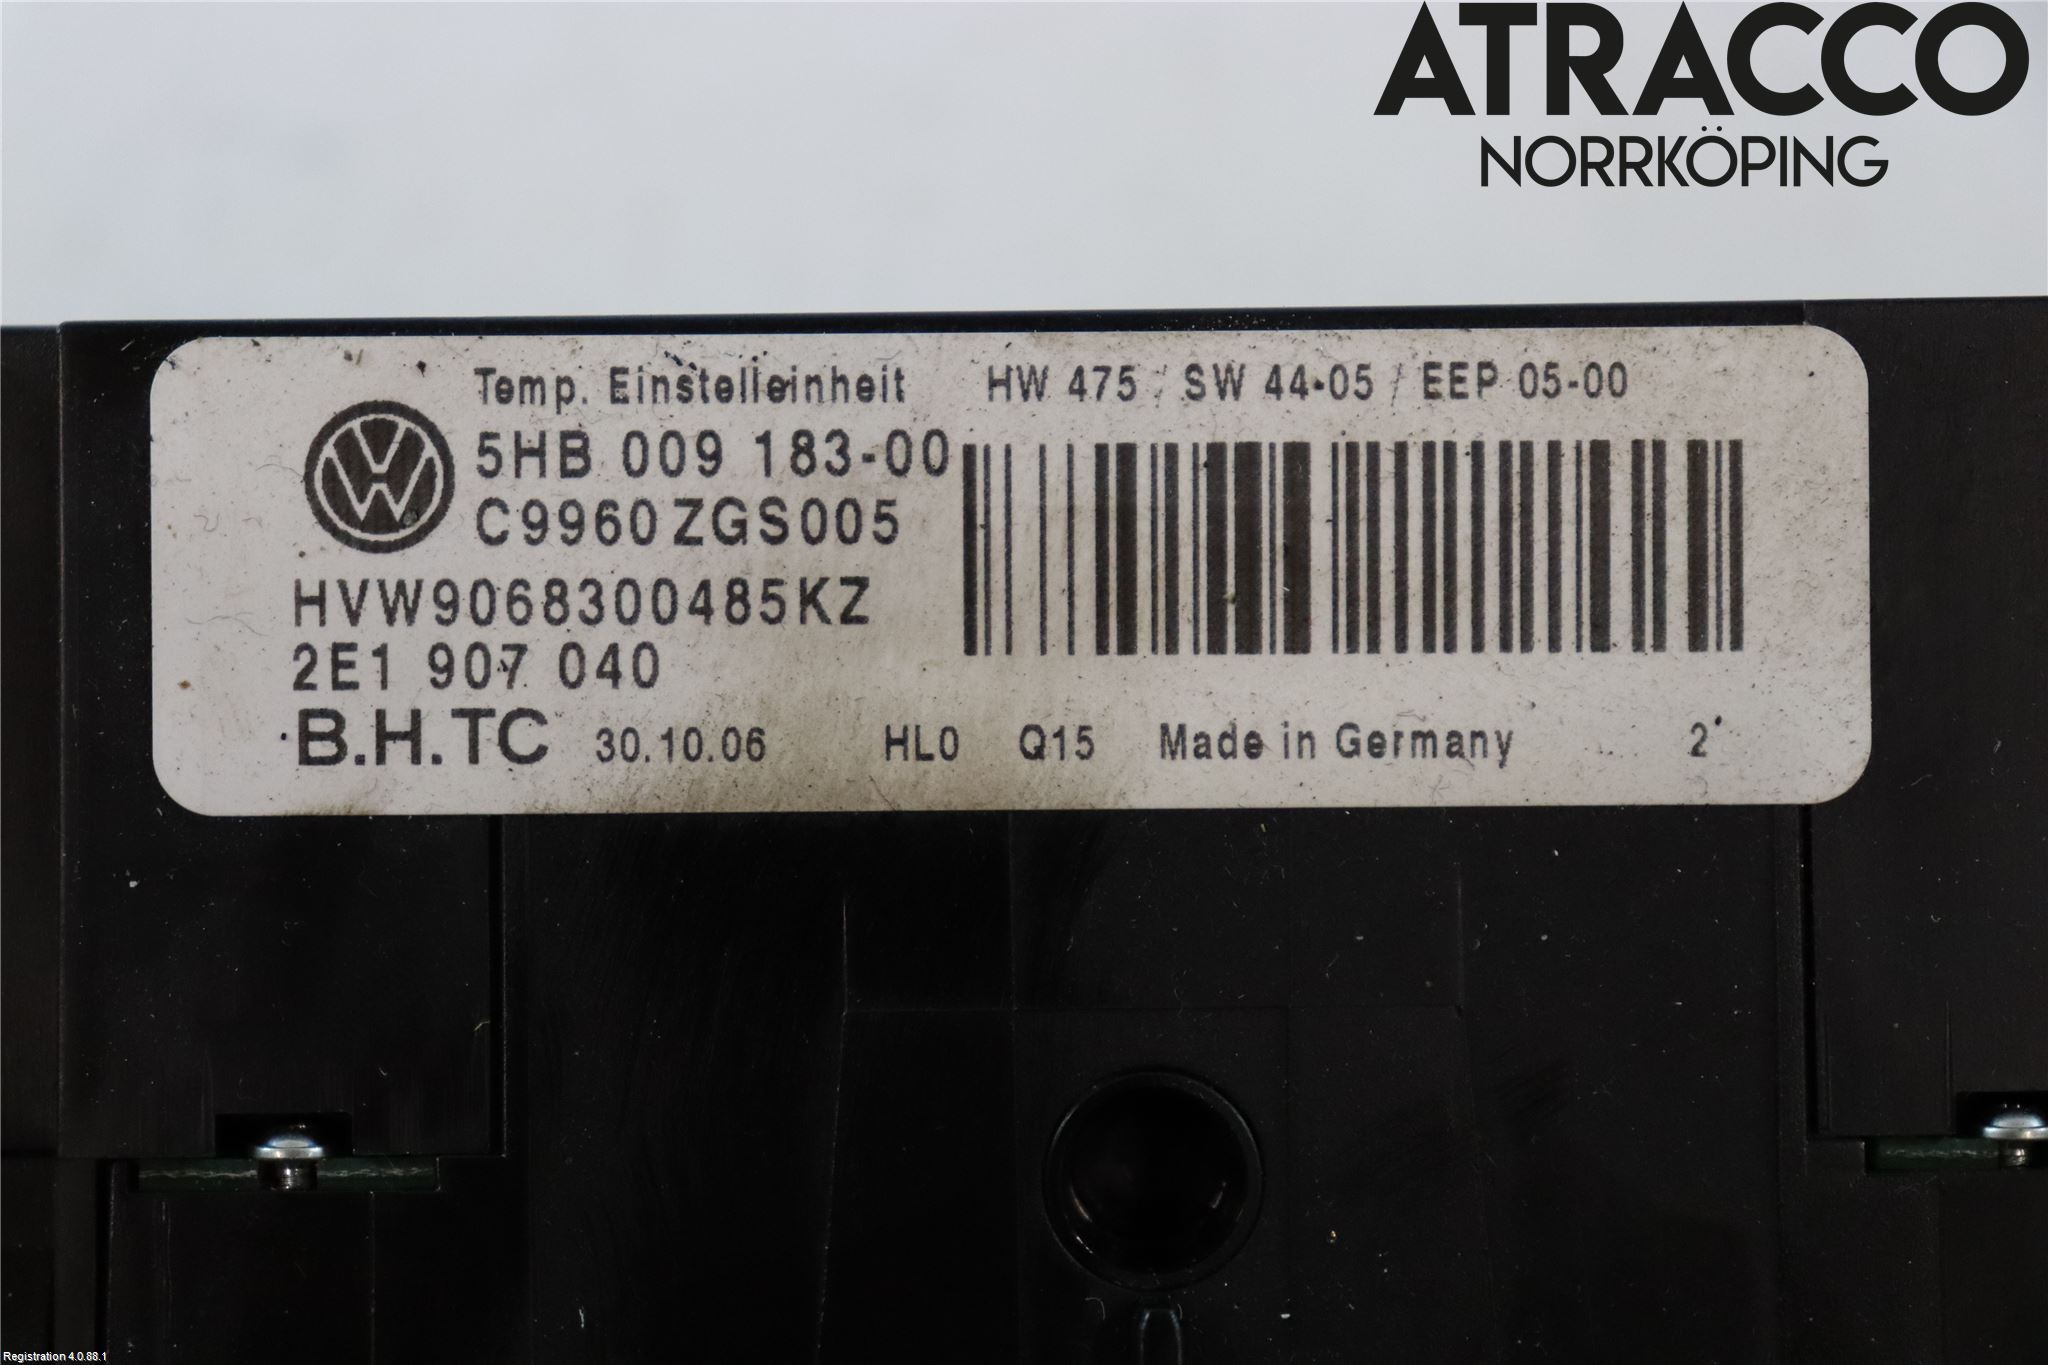 ATRACCO
NORRKÖPING
Temp. Einstelleinheit HW 475 / SW 44-05 / EEP 05-00
5HB 009 183-00
C9960ZGS005
HVW9068300485KZ
2E1 907 040
B.H.TC 30.10.06 HL0 Q15 Made in Germany 2
Registration 4.0.88.1